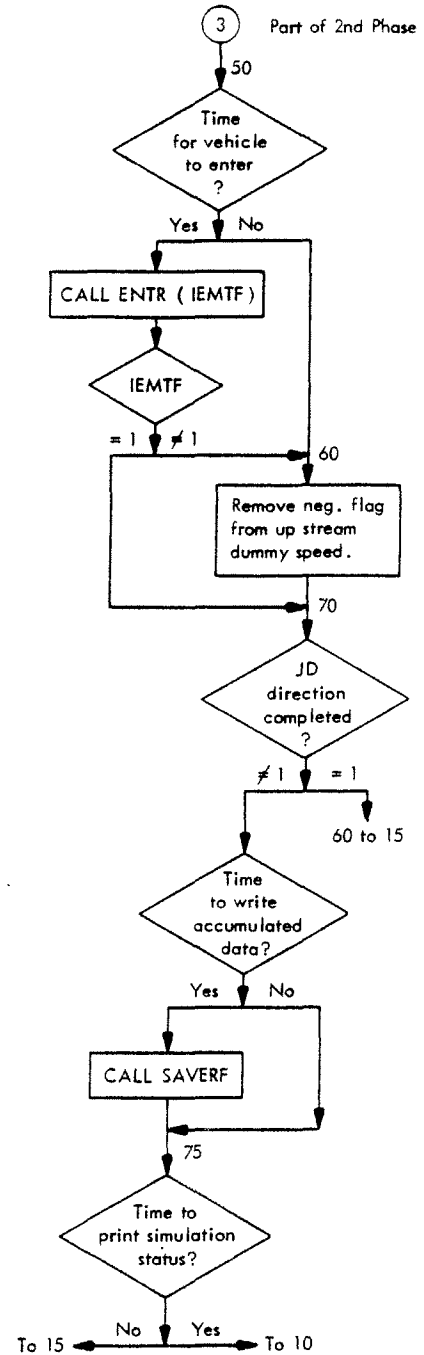 3 Part of 2nd Phase
50
Time
for vehicle
to enter
?
Yes No
CALL ENTR ( IEMTF )
IEMTF
= 1 ≠ 1
60
Remove neg. flag
from up stream
dummy speed.
70
JD
direction
completed
?
≠ 1 = 1
60 to 15
Time
to write
accumulated
data?
Yes No
CALL SAVERF
75
Time to
print simulation
status?
No Yes
To 15 To 10